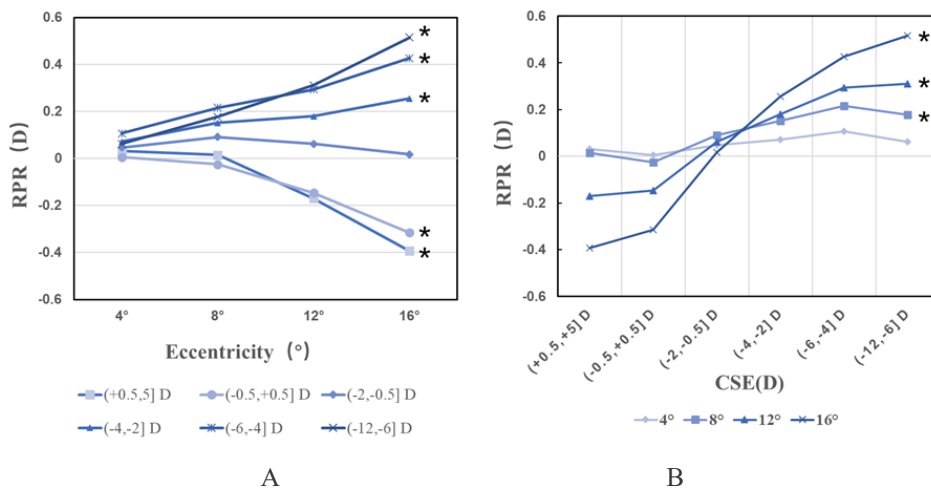 0.6
0.4
0.2
0
-0.2
-0.4
-0.6
RPR (D)
*
*
*
*
*
4° 8° 12° 16°
Eccentricity (°)
(+0.5,5] D (-0.5,+0.5] D (-2,-0.5] D
(-4,-2] D (-6,-4] D (-12,-6] D
A
0.6
0.4
0.2
0
-0.2
-0.4
-0.6
RPR (D)
*
*
*
(+0.5,+5] D
(-0.5,+0.5] D
(-2,-0.5] D
(-4,-2] D
(-6,-4] D
(-12,-6] D
CSE(D)
4° 8° 12° 16°
B